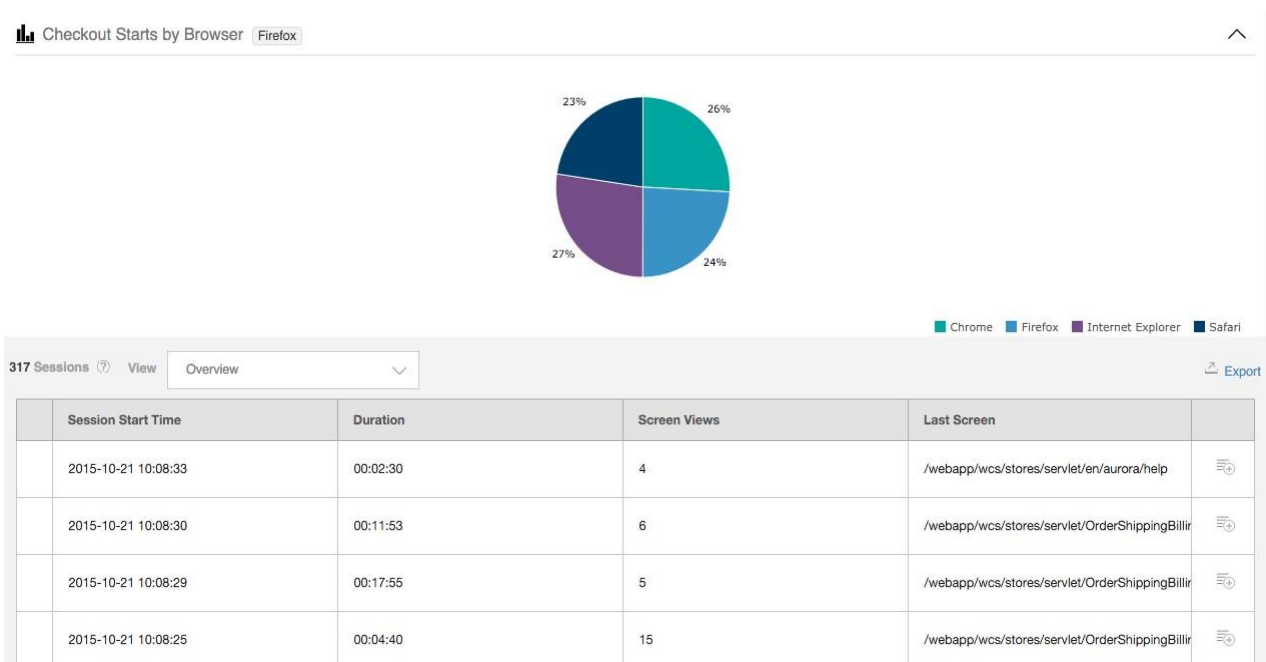 Checkout Starts by Browser Firefox
23% 26%
27% 24%
Chrome Firefox Internet Explorer Safari
317 Sessions ? View Overview Export
Session Start Time Duration Screen Views Last Screen
2015-10-21 10:08:33 00:02:30 4 /webapp/wcs/stores/servlet/en/aurora/help
2015-10-21 10:08:30 00:11:53 6 /webapp/wcs/stores/servlet/OrderShippingBillin
2015-10-21 10:08:29 00:17:55 5 /webapp/wcs/stores/servlet/OrderShippingBillin
2015-10-21 10:08:25 00:04:40 15 /webapp/wcs/stores/servlet/OrderShippingBillin